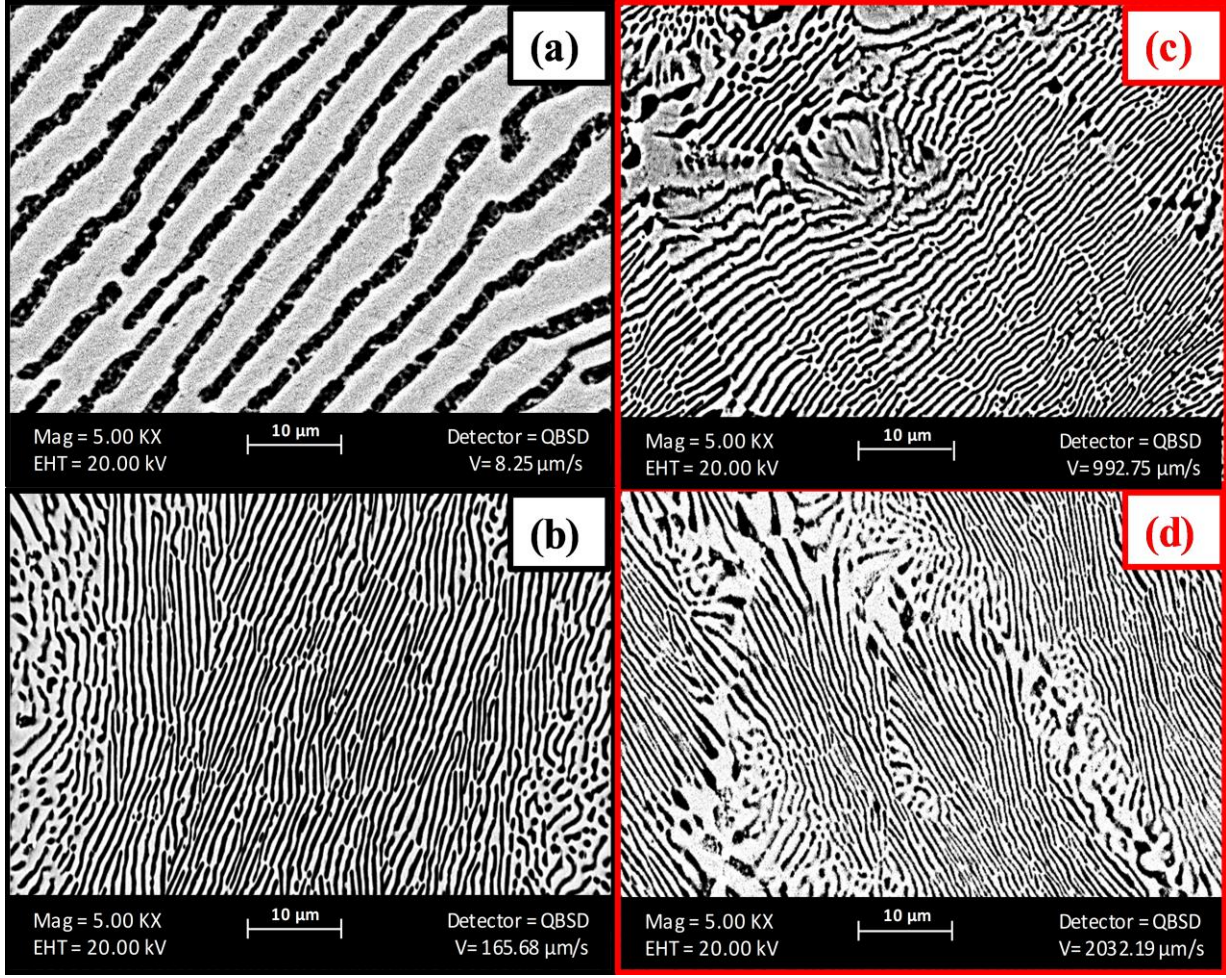 (a)
Mag = 5.00 KX
EHT = 20.00 kV
10 µm
Detector = QBSD
V= 8.25 µm/s
(c)
Mag = 5.00 KX
EHT = 20.00 kV
10 µm
Detector = QBSD
V= 992.75 µm/s
(b)
Mag = 5.00 KX
EHT = 20.00 kV
10 µm
Detector = QBSD
V= 165.68 µm/s
(d)
Mag = 5.00 KX
EHT = 20.00 kV
10 µm
Detector = QBSD
V= 2032.19 µm/s